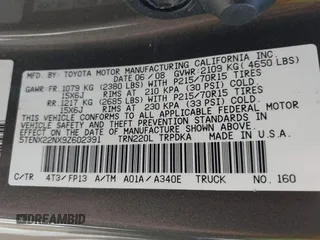 MFD. BY: TOYOTA MOTOR MANUFACTURING CALIFORNIA INC.
DATE 06/08 GVWR 2109 KG (4650 LBS)
GAWR: FR. 1079 KG (2380 LBS) WITH P215/70R15 TIRES
15X6J RIMS AT 210 KPA (30 PSI) COLD
RR. 1217 KG (2685 LBS) WITH P215/70R15 TIRES
15X6J RIMS AT 230 KPA (33 PSI) COLD
THIS VEHICLE CONFORMS TO ALL APPLICABLE FEDERAL MOTOR
VEHICLE SAFETY STANDARDS IN EFFECT ON THE DATE OF
MANUFACTURE SHOWN ABOVE.
5TENX22NX9Z602391 TRN220L TRPDKA MADE IN U.S.A.
C/TR 4T3/FP13 A/TM A01A/A340E TRUCK NO. 160
BIDFAX